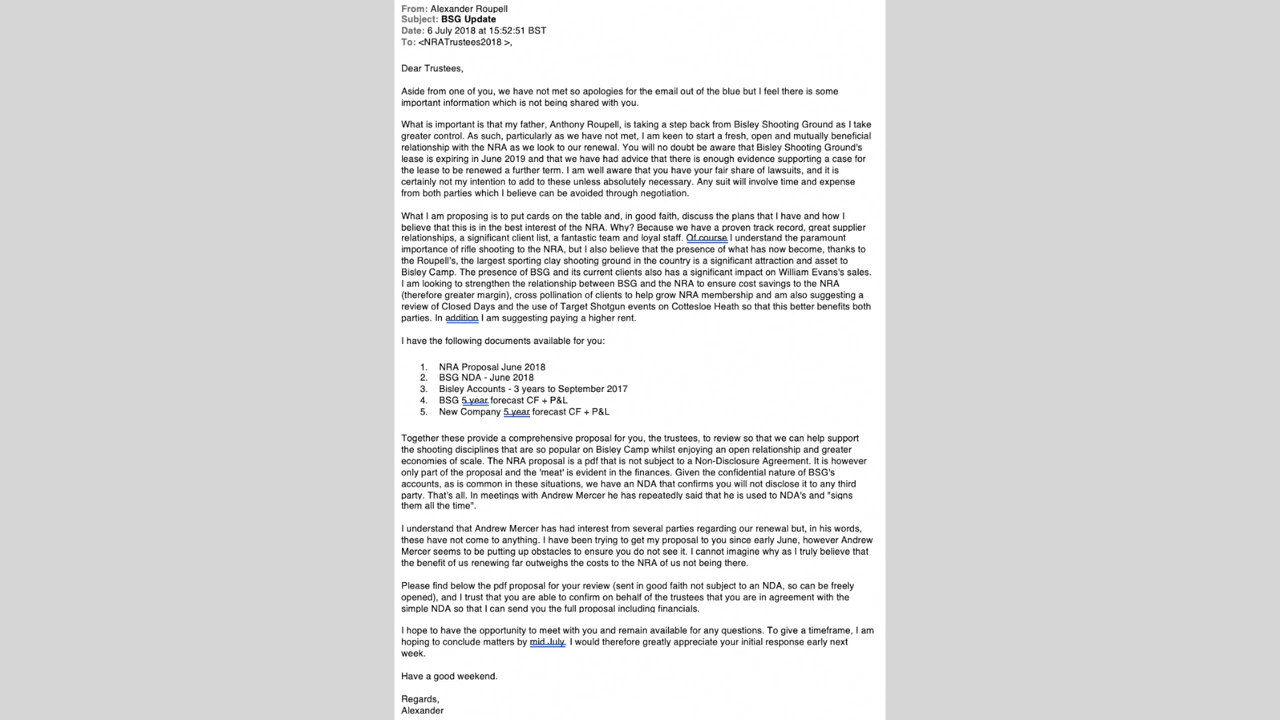 From: Alexander Roupell
Subject: BSG Update
Date: 6 July 2018 at 15:52:51 BST
To: <NRATrustees2018 >,
Dear Trustees,
Aside from one of you, we have not met so apologies for the email out of the blue but I feel there is some
important information which is not being shared with you.
What is important is that my father, Anthony Roupell, is taking a step back from Bisley Shooting Ground as I take
greater control. As such, particularly as we have not met, I am keen to start a fresh, open and mutually beneficial
relationship with the NRA as we look to our renewal. You will no doubt be aware that Bisley Shooting Ground's
lease is expiring in June 2019 and that we have had advice that there is enough evidence supporting a case for
the lease to be renewed a further term. I am well aware that you have your fair share of lawsuits, and it is
certainly not my intention to add to these unless absolutely necessary. Any suit will involve time and expense
from both parties which I believe can be avoided through negotiation.
What I am proposing is to put cards on the table and, in good faith, discuss the plans that I have and how I
believe that this is in the best interest of the NRA. Why? Because we have a proven track record, great supplier
relationships, a significant client list, a fantastic team and loyal staff. Of course I understand the paramount
importance of rifle shooting to the NRA, but I also believe that the presence of what has now become, thanks to
the Roupell's, the largest sporting clay shooting ground in the country is a significant attraction and asset to
Bisley Camp. The presence of BSG and its current clients also has a significant impact on William Evans's sales.
I am looking to strengthen the relationship between BSG and the NRA to ensure cost savings to the NRA
(therefore greater margin), cross pollination of clients to help grow NRA membership and am also suggesting a
review of Closed Days and the use of Target Shotgun events on Cottesloe Heath so that this better benefits both
parties. In addition I am suggesting paying a higher rent.
I have the following documents available for you:
1. NRA Proposal June 2018
2. BSG NDA - June 2018
3. Bisley Accounts - 3 years to September 2017
4. BSG 5 year forecast CF + P&L
5. New Company 5 year forecast CF + P&L
Together these provide a comprehensive proposal for you, the trustees, to review so that we can help support
the shooting disciplines that are so popular on Bisley Camp whilst enjoying an open relationship and greater
economies of scale. The NRA proposal is a pdf that is not subject to a Non-Disclosure Agreement. It is however
only part of the proposal and the 'meat' is evident in the finances. Given the confidential nature of BSG's
accounts, as is common in these situations, we have an NDA that confirms you will not disclose it to any third
party. That's all. In meetings with Andrew Mercer he has repeatedly said that he is used to NDA's and "signs
them all the time".
I understand that Andrew Mercer has had interest from several parties regarding our renewal but, in his words,
these have not come to anything. I have been trying to get my proposal to you since early June, however Andrew
Mercer seems to be putting up obstacles to ensure you do not see it. I cannot imagine why as I truly believe that
the benefit of us renewing far outweighs the costs to the NRA of us not being there.
Please find below the pdf proposal for your review (sent in good faith not subject to an NDA, so can be freely
opened), and I trust that you are able to confirm on behalf of the trustees that you are in agreement with the
simple NDA so that I can send you the full proposal including financials.
I hope to have the opportunity to meet with you and remain available for any questions. To give a timeframe, I am
hoping to conclude matters by mid July. I would therefore greatly appreciate your initial response early next
week.
Have a good weekend.
Regards,
Alexander